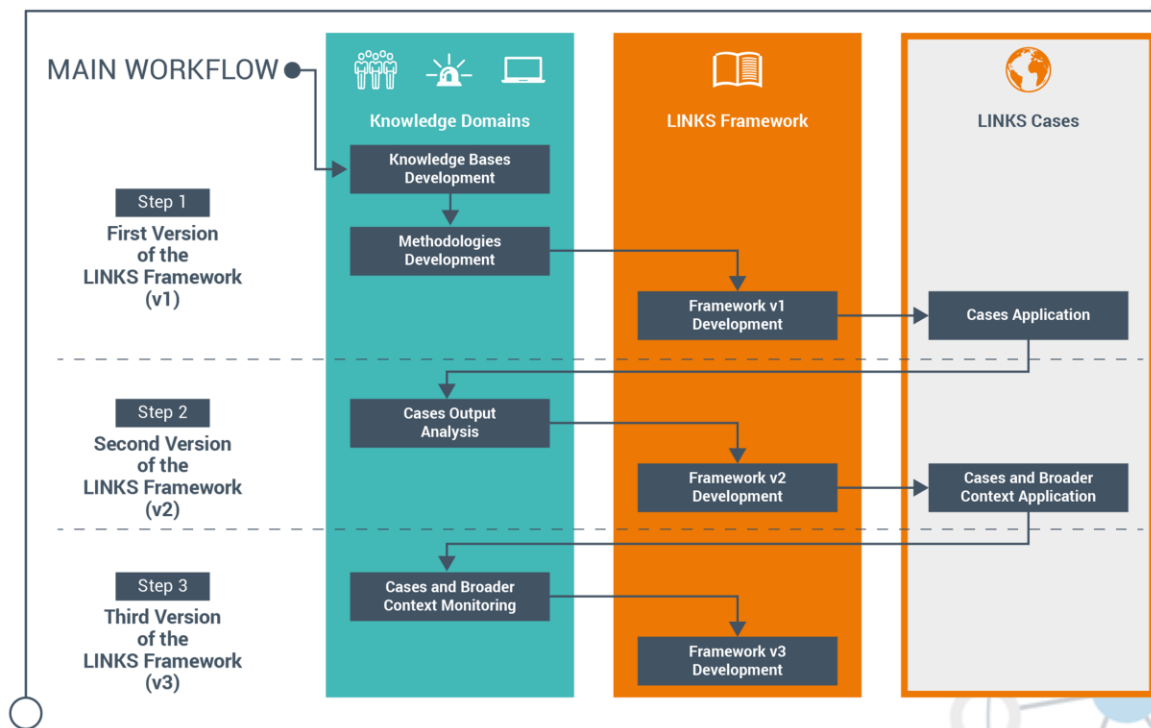 MAIN WORKFLOW
Knowledge Domains
LINKS Framework
LINKS Cases
Step 1
First Version
of the
LINKS Framework
(v1)
Knowledge Bases
Development
Methodologies
Development
Framework v1
Development
Cases Application
Step 2
Second Version
of the
LINKS Framework
(v2)
Cases Output
Analysis
Framework v2
Development
Cases and Broader
Context Application
Step 3
Third Version
of the
LINKS Framework
(v3)
Cases and Broader
Context Monitoring
Framework v3
Development